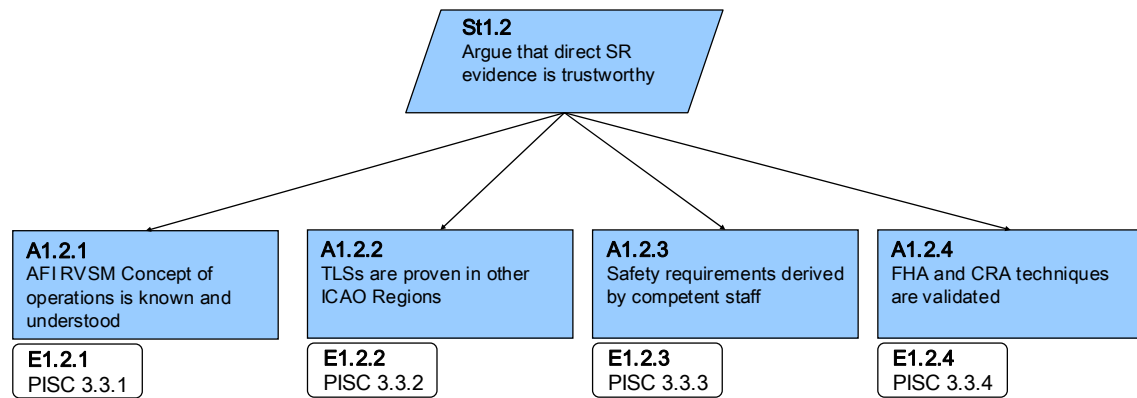 St1.2
Argue that direct SR
evidence is trustworthy
A1.2.1
AFI RVSM Concept of
operations is known and
understood
E1.2.1
PISC 3.3.1
A1.2.2
TLSs are proven in other
ICAO Regions
E1.2.2
PISC 3.3.2
A1.2.3
Safety requirements derived
by competent staff
E1.2.3
PISC 3.3.3
A1.2.4
FHA and CRA techniques
are validated
E1.2.4
PISC 3.3.4